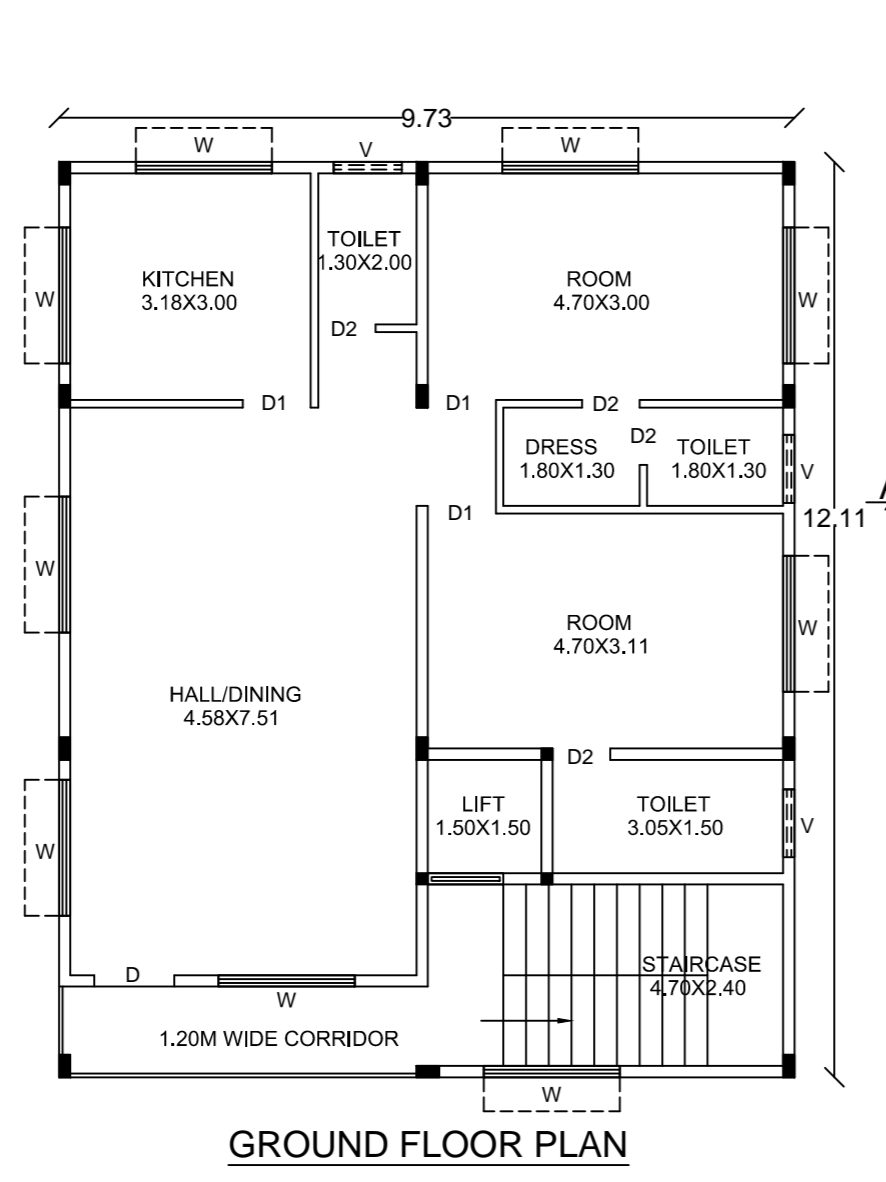 9.73
W
V
W
TOILET
1.30X2.00
KITCHEN
3.18X3.00
ROOM
4.70X3.00
W
W
D2
D1
D1
D2
D2
DRESS
1.80X1.30
TOILET
1.80X1.30
V
D1
12.11
W
ROOM
4.70X3.11
W
HALL/DINING
4.58X7.51
D2
LIFT
1.50X1.50
TOILET
3.05X1.50
V
W
STAIRCASE
4.70X2.40
D
W
1.20M WIDE CORRIDOR
W
GROUND FLOOR PLAN